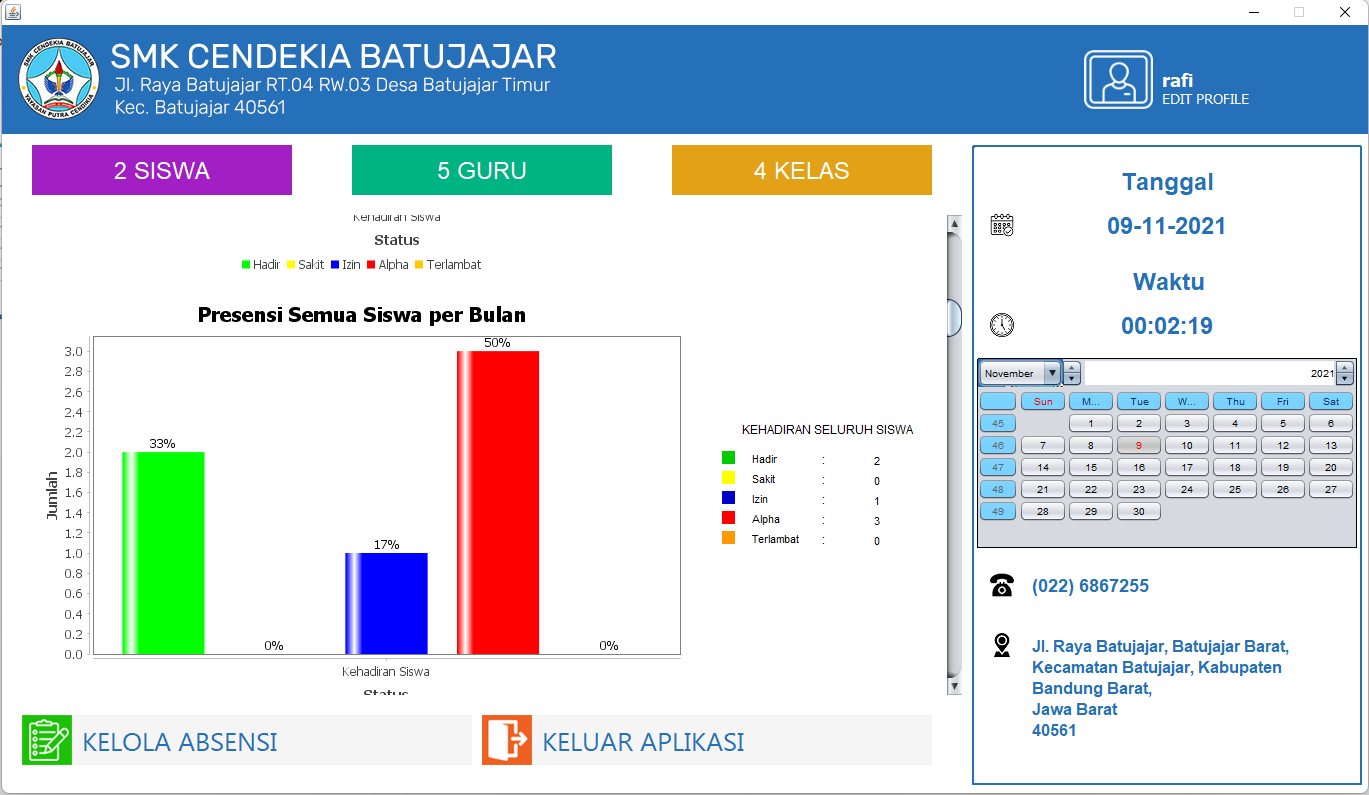 SMK CENDEKIA BATUJAJAR
YAYASAN PUTRA CENDIKIA
SMK CENDEKIA BATUJAJAR
Jl. Raya Batujajar RT.04 RW.03 Desa Batujajar Timur
Kec. Batujajar 40561
rafi
EDIT PROFILE
2 SISWA
5 GURU
4 KELAS
Kehadiran Siswa
Status
Hadir Sakit Izin Alpha Terlambat
Presensi Semua Siswa per Bulan
Jumlah
3.0
2.8
2.6
2.4
2.2
2.0
1.8
1.6
1.4
1.2
1.0
0.8
0.6
0.4
0.2
0.0
33%
0%
17%
50%
0%
Kehadiran Siswa
Status
KEHADIRAN SELURUH SISWA
Hadir : 2
Sakit : 0
Izin : 1
Alpha : 3
Terlambat : 0
KELOLA ABSENSI
KELUAR APLIKASI
Tanggal
09-11-2021
Waktu
00:02:19
November 2021
Sun M... Tue W... Thu Fri Sat
45 1 2 3 4 5 6
46 7 8 9 10 11 12 13
47 14 15 16 17 18 19 20
48 21 22 23 24 25 26 27
49 28 29 30
(022) 6867255
Jl. Raya Batujajar, Batujajar Barat,
Kecamatan Batujajar, Kabupaten
Bandung Barat,
Jawa Barat
40561